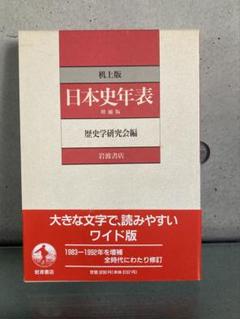 机上版
日本史年表
増補版
歴史学研究会編
岩波書店
大きな文字で、読みやすい
ワイド版
1983—1992年を増補
全時代にわたり修訂
岩波書店